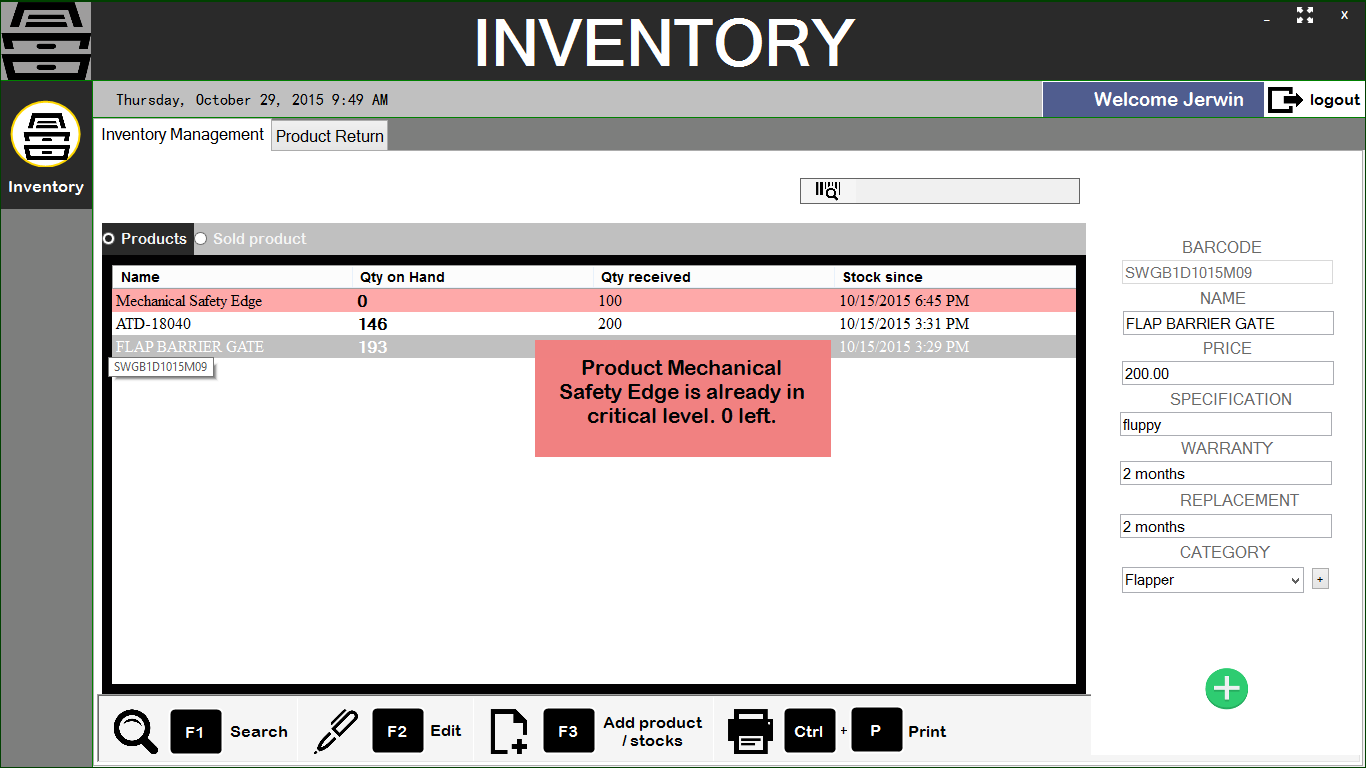 INVENTORY
_ X
Thursday, October 29, 2015 9:49 AM
Welcome Jerwin
logout
Inventory
Inventory Management
Product Return
Products
Sold product
Name Qty on Hand Qty received Stock since
Mechanical Safety Edge 0 100 10/15/2015 6:45 PM
ATD-18040 146 200 10/15/2015 3:31 PM
FLAP BARRIER GATE 193 10/15/2015 3:29 PM
SWGB1D1015M09
Product Mechanical
Safety Edge is already in
critical level. 0 left.
BARCODE
SWGB1D1015M09
NAME
FLAP BARRIER GATE
PRICE
200.00
SPECIFICATION
fluppy
WARRANTY
2 months
REPLACEMENT
2 months
CATEGORY
Flapper
+
F1 Search
F2 Edit
F3 Add product
/ stocks
Ctrl + P Print